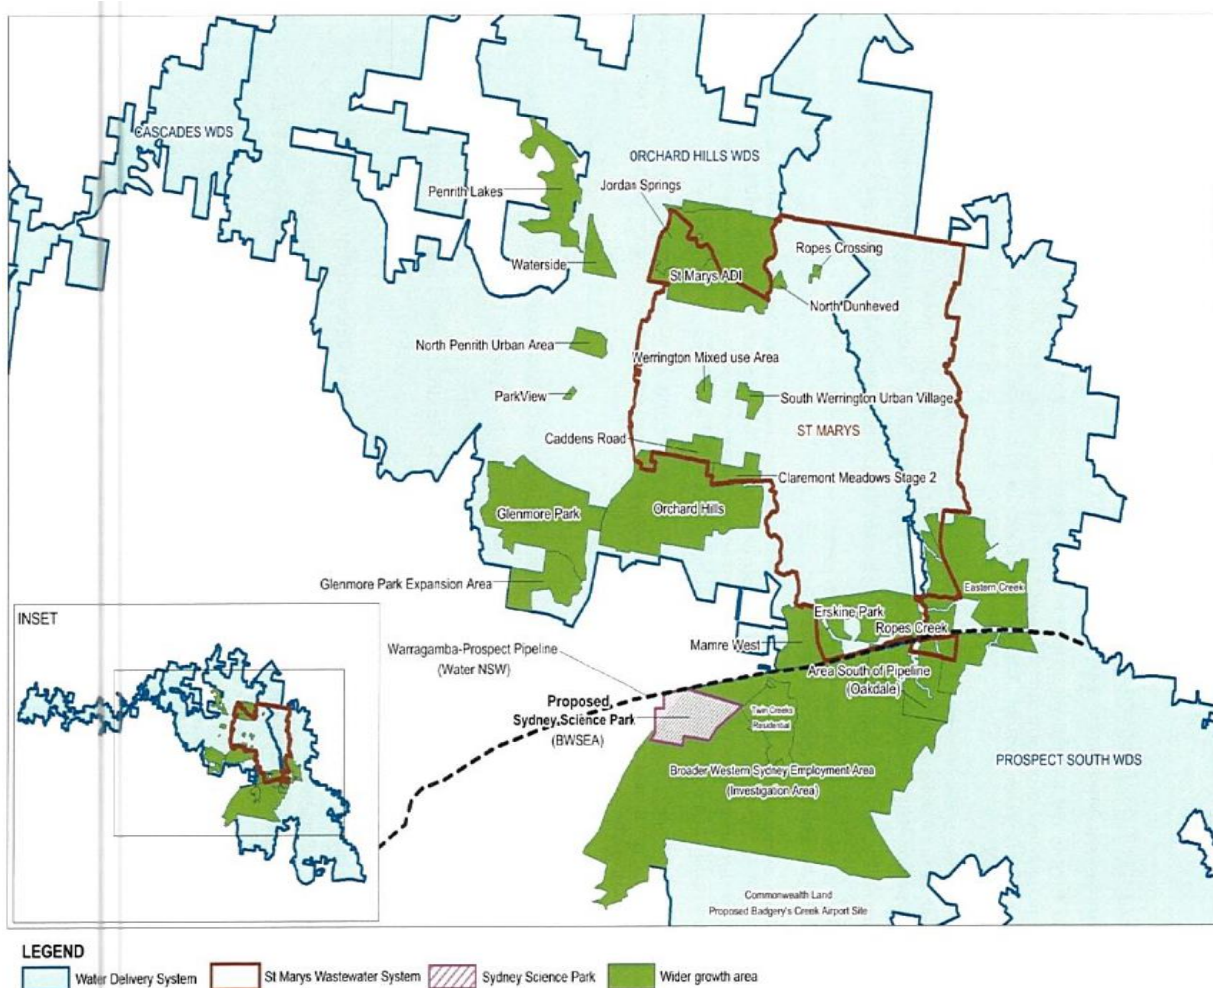 CASCADES WDS
ORCHARD HILLS WDS
Jordan Springs
Penrith Lakes
Ropes Crossing
Waterside
St Marys ADI
North Dunheved
North Penrith Urban Area
Werrington Mixed use Area
ParkView
South Werrington Urban Village
ST MARYS
Caddens Road
Claremont Meadows Stage 2
Glenmore Park
Orchard Hills
Glenmore Park Expansion Area
Eastern Creek
Erskine Park
Ropes Creek
Mamre West
Warragamba-Prospect Pipeline
(Water NSW)
Area South of Pipeline
(Oakdale)
Proposed
Sydney Science Park
(BWSEA)
Twin Creeks
Residential
PROSPECT SOUTH WDS
Broader Western Sydney Employment Area
(Investigation Area)
Commonwealth Land
Proposed Badgery's Creek Airport Site
INSET
LEGEND
Water Delivery System
St Marys Wastewater System
Sydney Science Park
Wider growth area